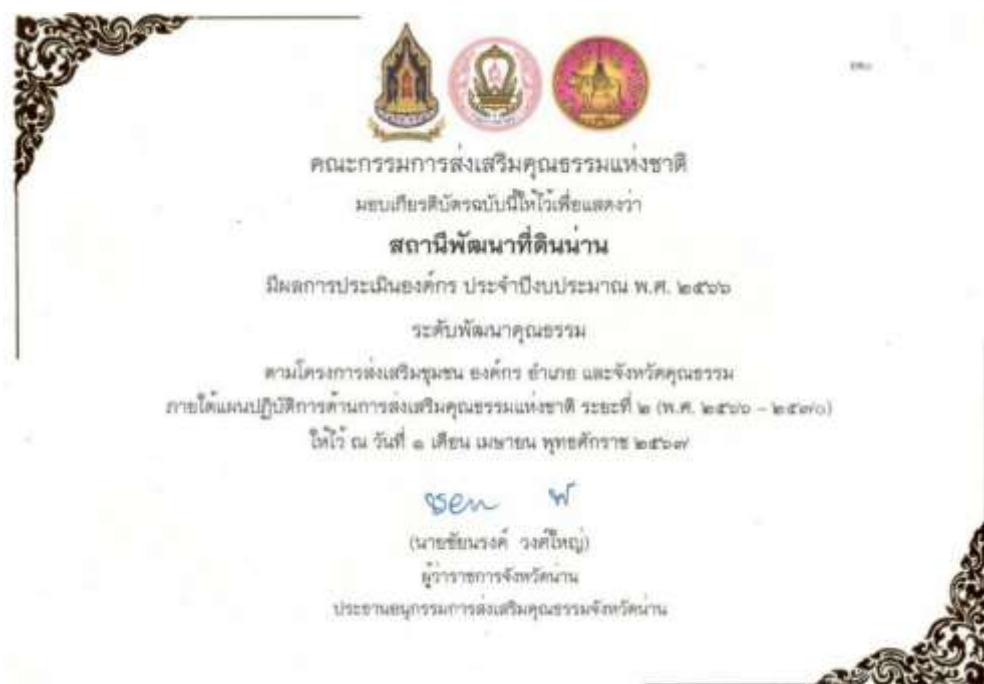 คณะกรรมการส่งเสริมคุณธรรมแห่งชาติ
มอบเกียรติบัตรฉบับนี้ให้ไว้เพื่อแสดงว่า
สถานีพัฒนาที่ดินน่าน
มีผลการประเมินองค์กร ประจำปีงบประมาณ พ.ศ. ๒๕๖๖
ระดับพัฒนาคุณธรรม
ตามโครงการส่งเสริมชุมชน องค์กร อำเภอ และจังหวัดคุณธรรม
ภายใต้แผนปฏิบัติการด้านการส่งเสริมคุณธรรมแห่งชาติ ระยะที่ ๒ (พ.ศ. ๒๕๖๖ – ๒๕๗๐)
ให้ไว้ ณ วันที่ ๑ เดือน เมษายน พุทธศักราช ๒๕๖๗
(นายชัยนรงค์ วงศ์ใหญ่)
ผู้ว่าราชการจังหวัดน่าน
ประธานอนุกรรมการส่งเสริมคุณธรรมจังหวัดน่าน